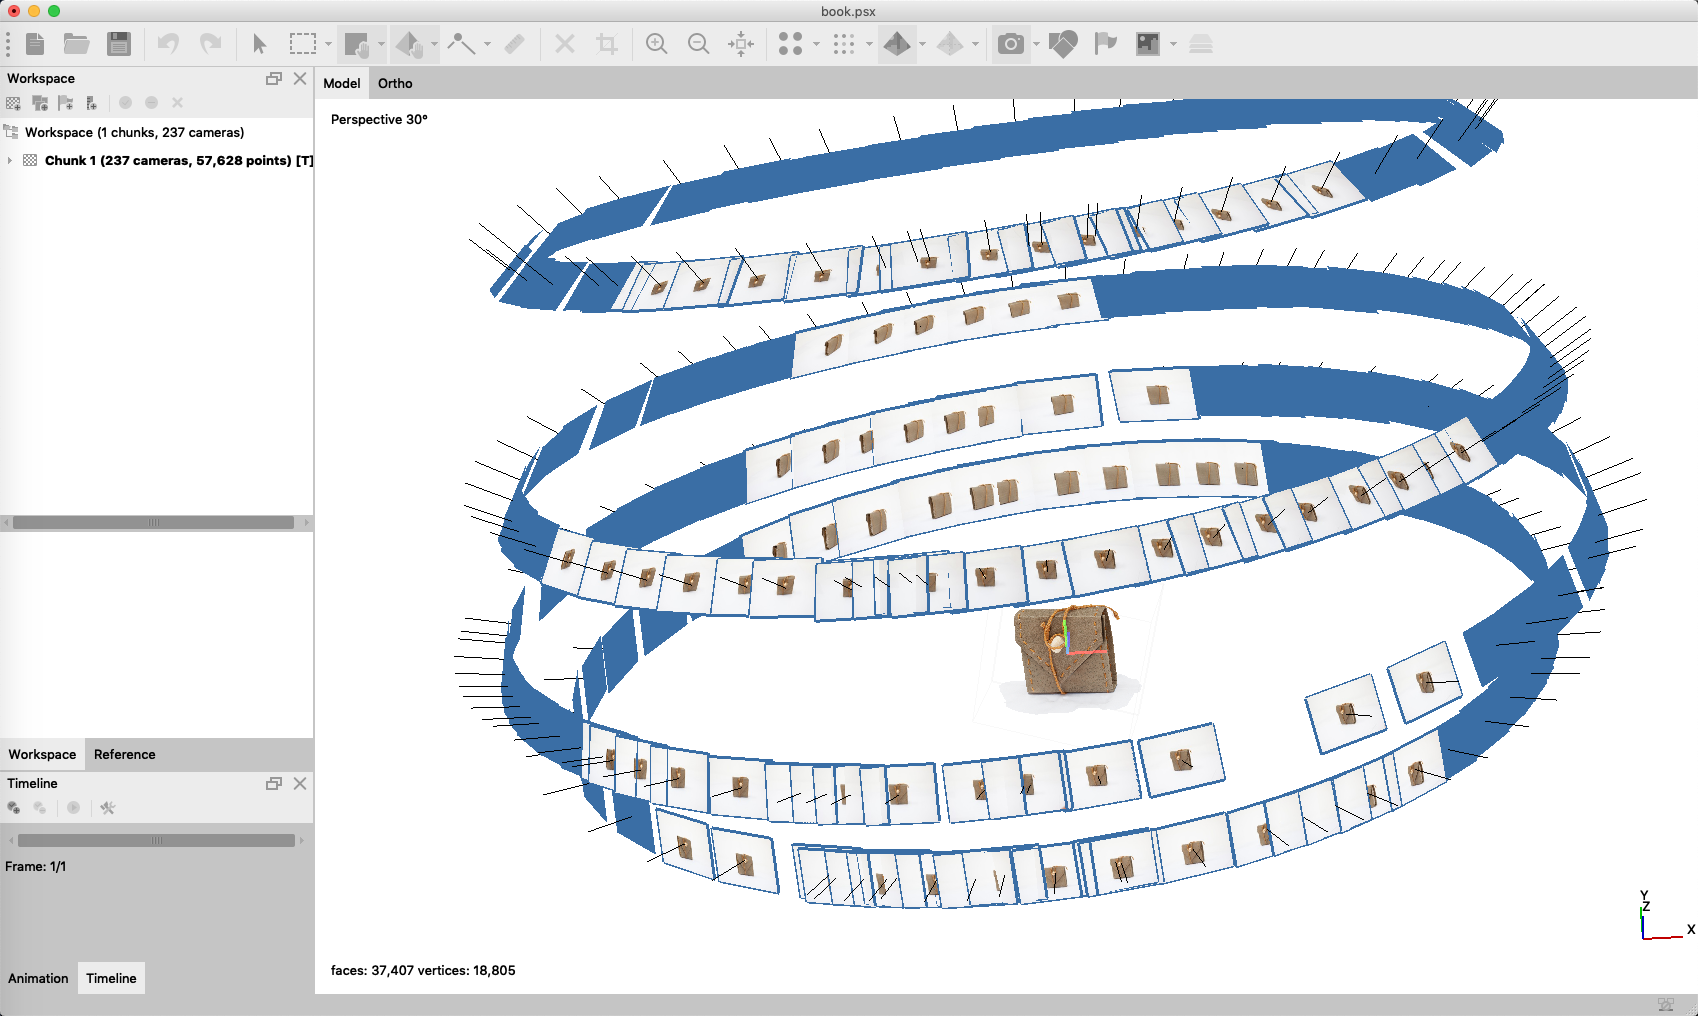 book.psx
Workspace
Model
Ortho
Perspective 30°
Workspace (1 chunks, 237 cameras)
Chunk 1 (237 cameras, 57,628 points) [T]
Workspace
Reference
Timeline
Frame: 1/1
Animation
Timeline
faces: 37,407 vertices: 18,805
Y
Z
X